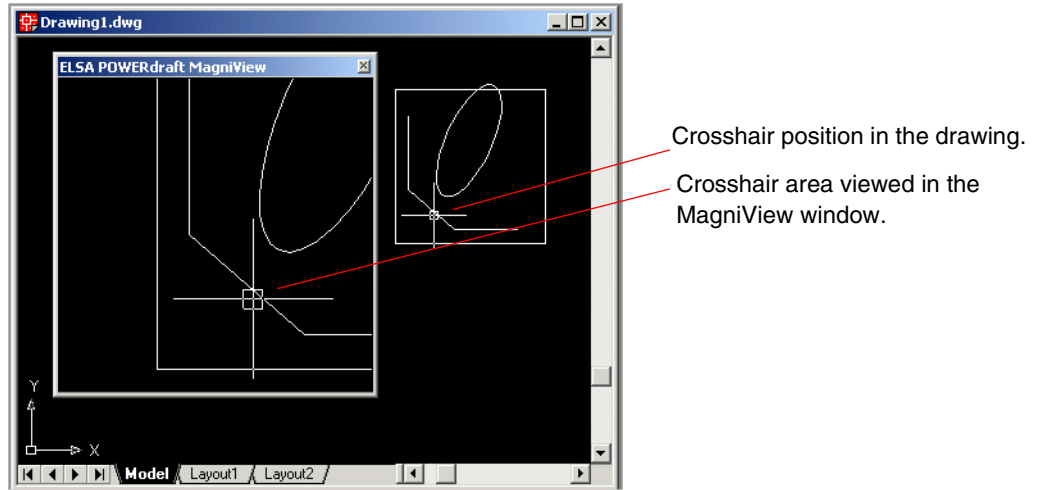 Drawing1.dwg
ELSA POWERdraft MagniView
Crosshair position in the drawing.
Crosshair area viewed in the
MagniView window.
Y
X
Model
Layout1
Layout2